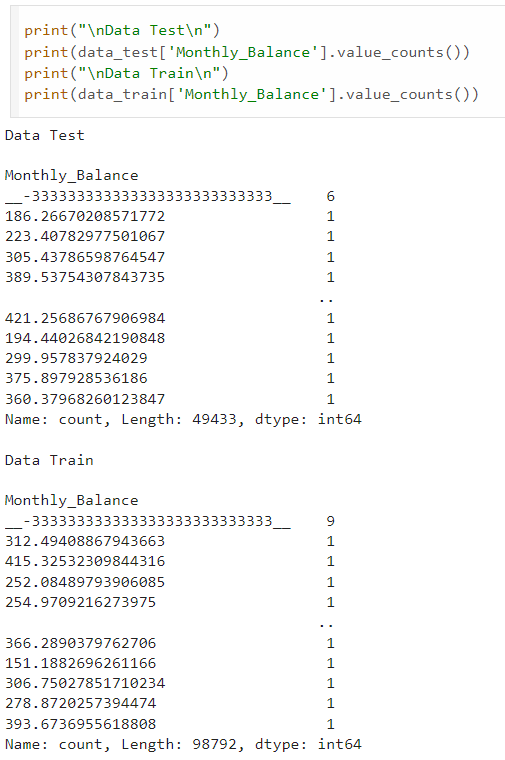 print("\nData Test\n")
print(data_test['Monthly_Balance'].value_counts())
print("\nData Train\n")
print(data_train['Monthly_Balance'].value_counts())
Data Test
Monthly_Balance
__-333333333333333333333333333__    6
186.26670208571772                  1
223.40782977501067                  1
305.43786598764547                  1
389.53754307843735                  1
..
421.25686767906984                  1
194.44026842190848                  1
299.957837924029                    1
375.897928536186                    1
360.37968260123847                  1
Name: count, Length: 49433, dtype: int64
Data Train
Monthly_Balance
__-333333333333333333333333333__    9
312.49408867943663                  1
415.32532309844316                  1
252.08489793906085                  1
254.9709216273975                   1
..
366.2890379762706                   1
151.1882696261166                   1
306.75027851710234                  1
278.8720257394474                   1
393.6736955618808                   1
Name: count, Length: 98792, dtype: int64